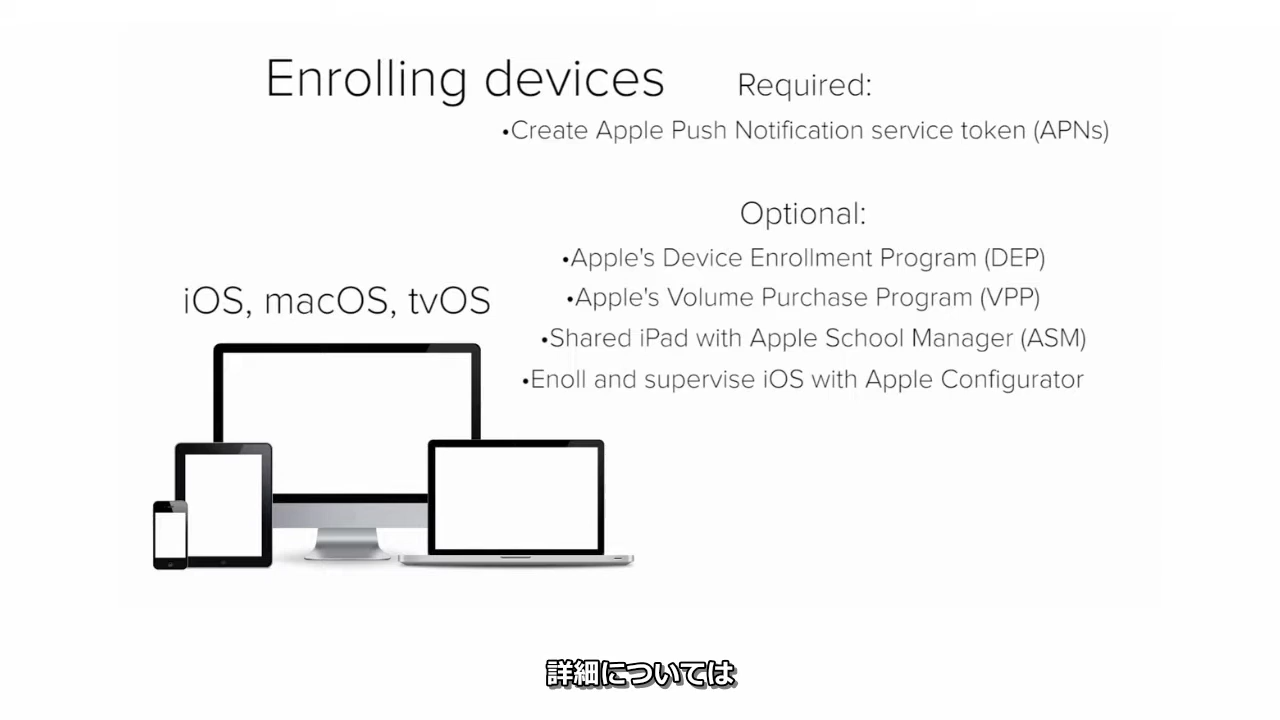 Enrolling devices
Required:
•Create Apple Push Notification service token (APNs)
Optional:
•Apple's Device Enrollment Program (DEP)
•Apple's Volume Purchase Program (VPP)
•Shared iPad with Apple School Manager (ASM)
•Enoll and supervise iOS with Apple Configurator
iOS, macOS, tvOS
詳細については